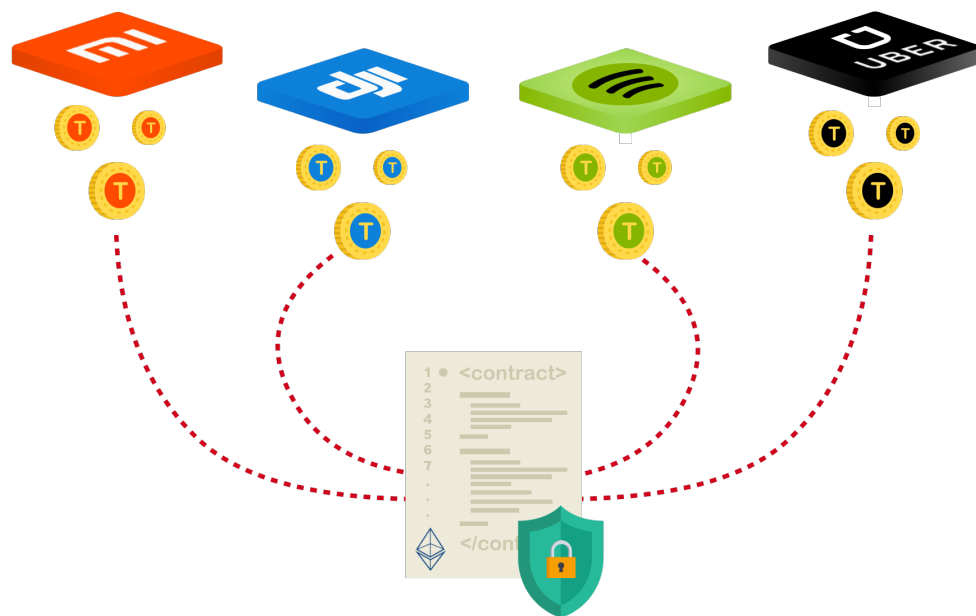 mi
dji
UBER
T T T
T T T
T T T
T T T
1 <contract>
2
3
4
5
6
7
.
.
.
</cont